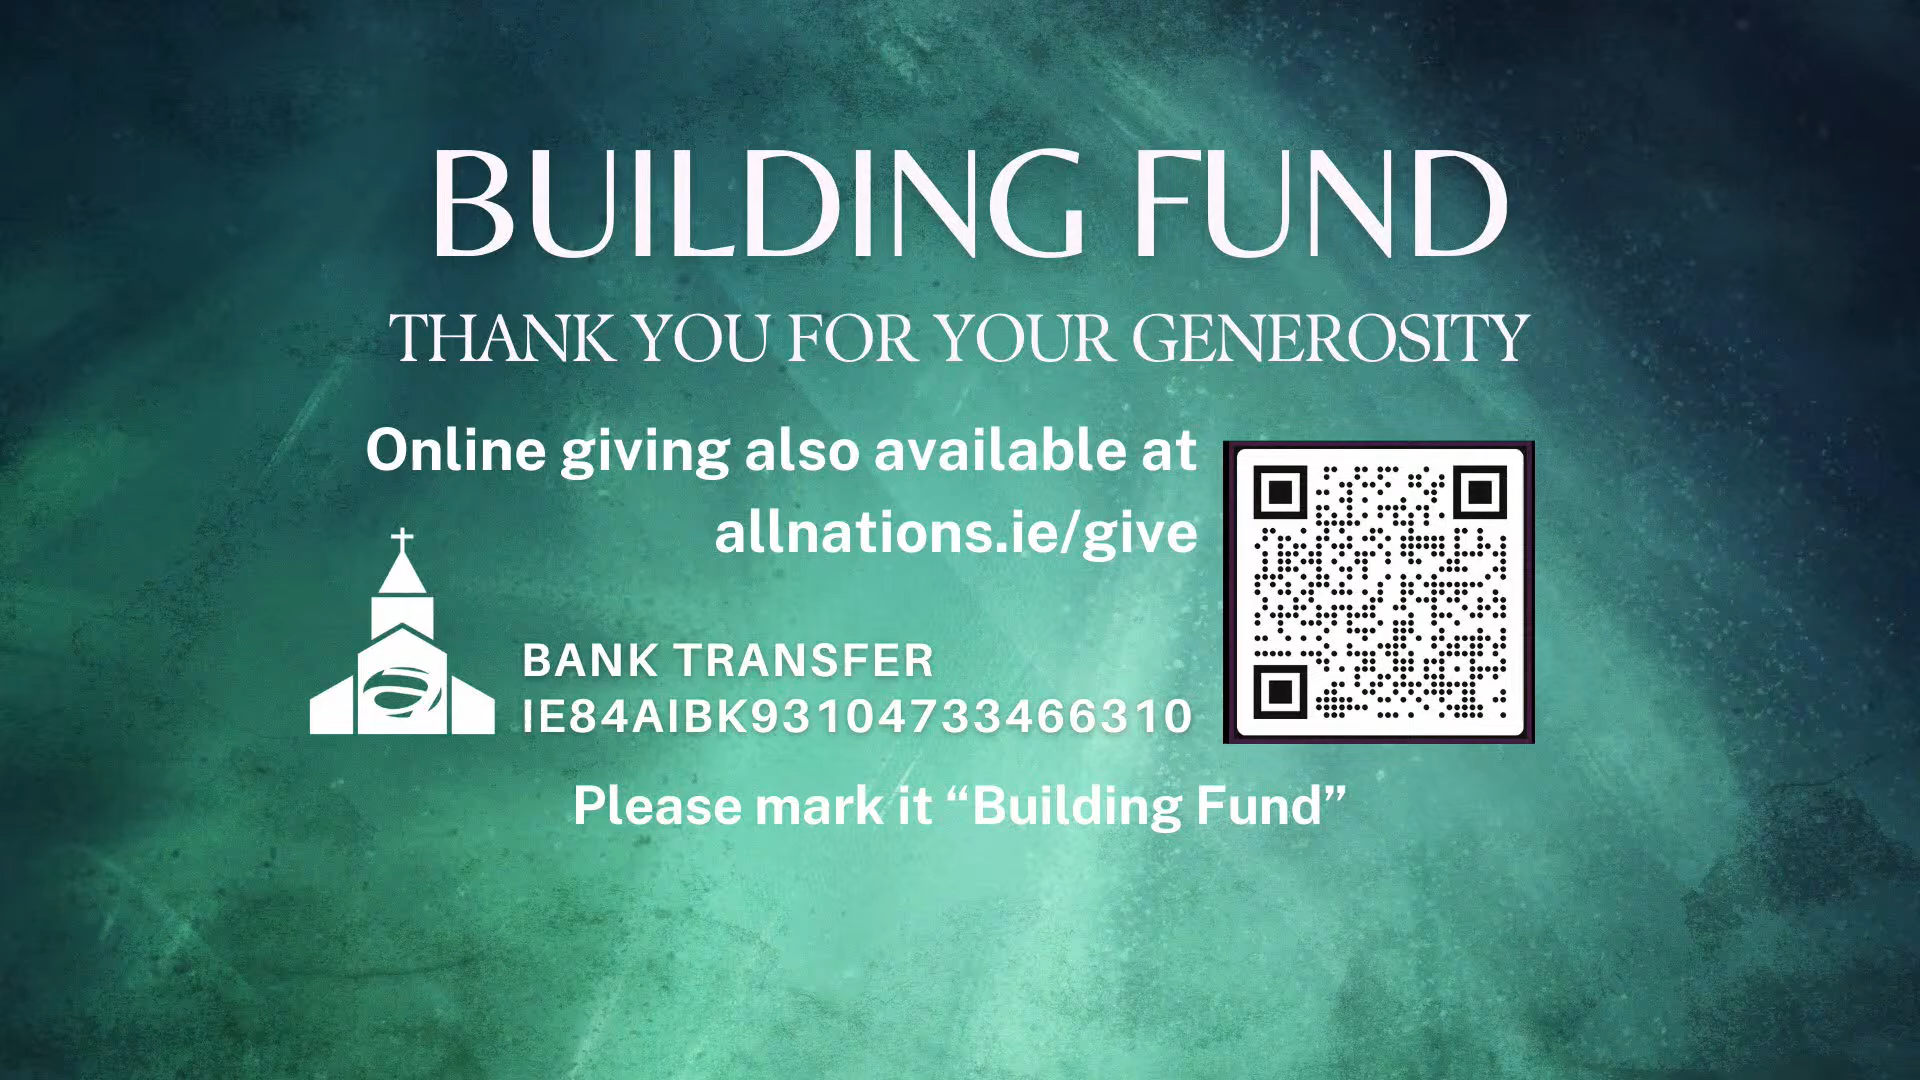 BUILDING FUND
THANK YOU FOR YOUR GENEROSITY
Online giving also available at
allnations.ie/give
BANK TRANSFER
IE84AIBK93104733466310
Please mark it “Building Fund”